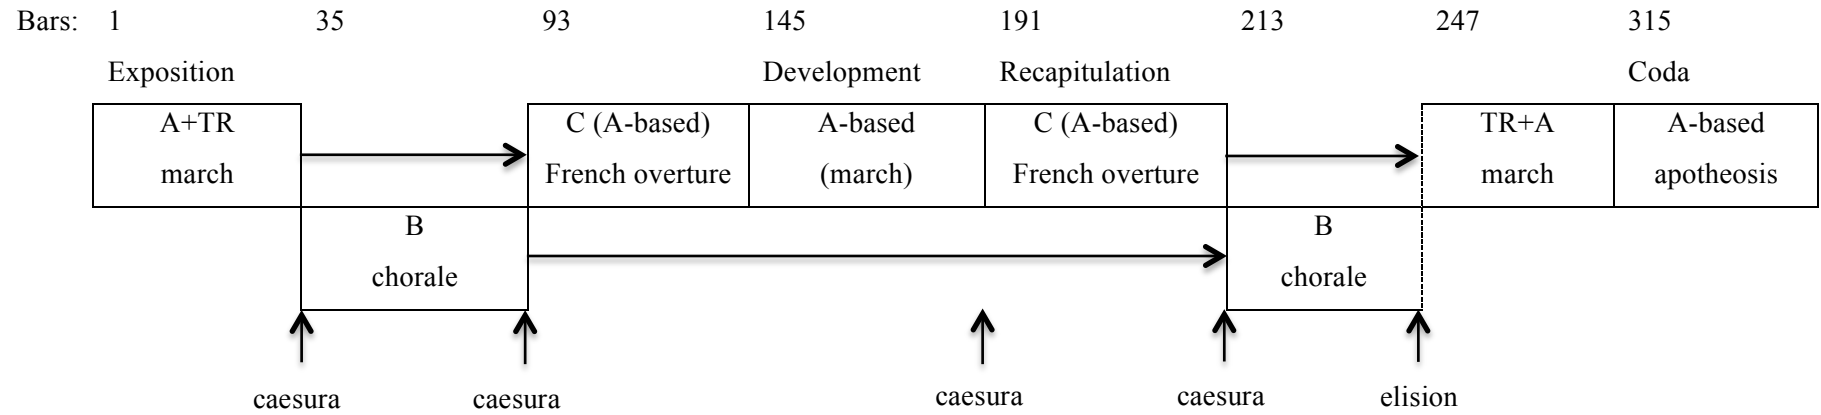 Bars: 1 35 93 145 191 213 247 315
Exposition Development Recapitulation Coda
A+TR C (A-based) A-based C (A-based) TR+A A-based
march French overture (march) French overture march apotheosis
B B
chorale chorale
caesura caesura caesura caesura elision